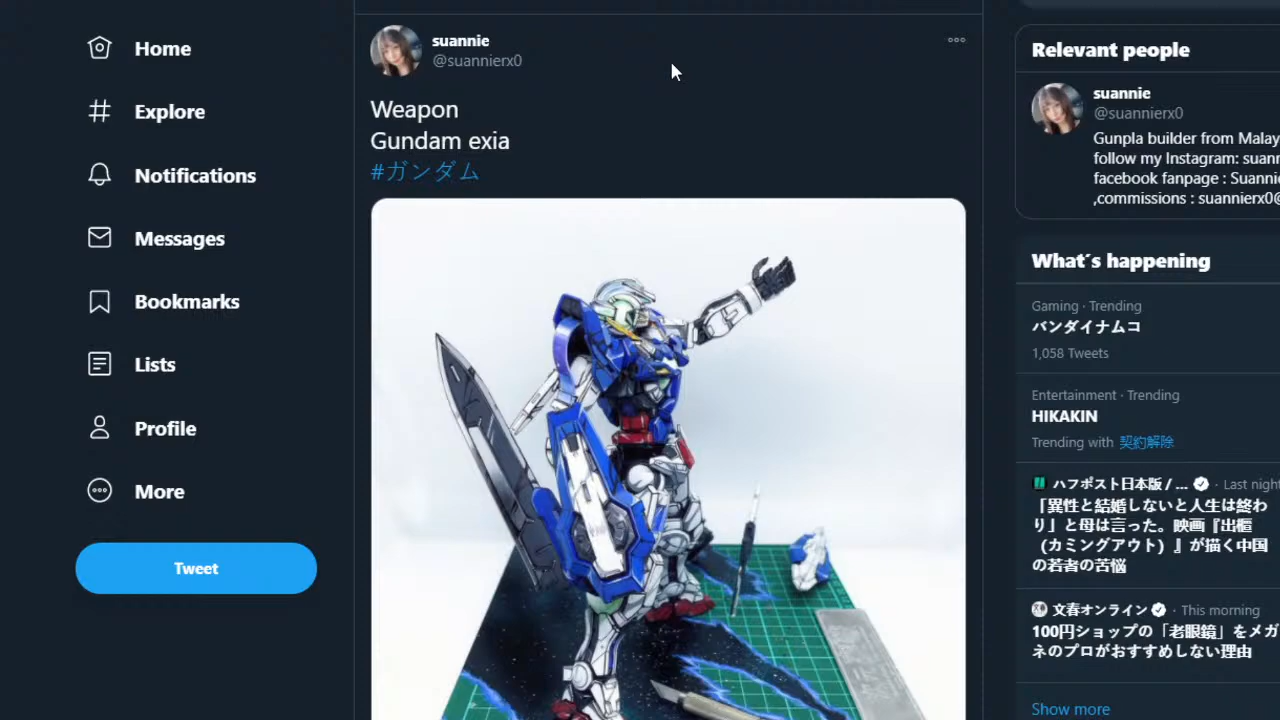 Home
Explore
Notifications
Messages
Bookmarks
Lists
Profile
More
Tweet
suannie
@suannierx0
Weapon
Gundam exia
#ガンダム
Relevant people
suannie
@suannierx0
Gunpla builder from Malay
follow my Instagram: suann
facebook fanpage : Suannie
,commissions : suannierx0@
What's happening
Gaming · Trending
バンダイナムコ
1,058 Tweets
Entertainment · Trending
HIKAKIN
Trending with 契約解除
ハフポスト日本版 / ... · Last night
「異性と結婚しないと人生は終わ
り」と母は言った。映画『出櫃
（カミングアウト）』が描く中国
の若者の苦悩
文春オンライン · This morning
100円ショップの「老眼鏡」をメガ
ネのプロがおすすめしない理由
Show more